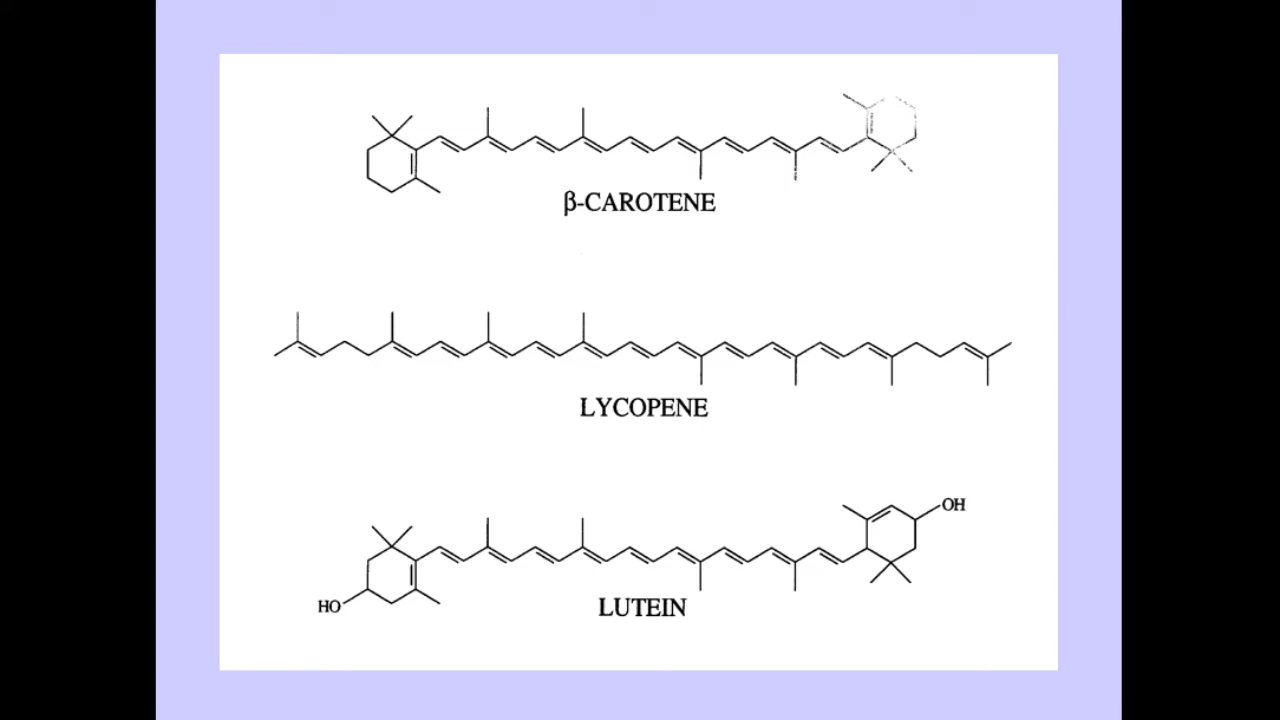 β-CAROTENE
LYCOPENE
OH
HO
LUTEIN